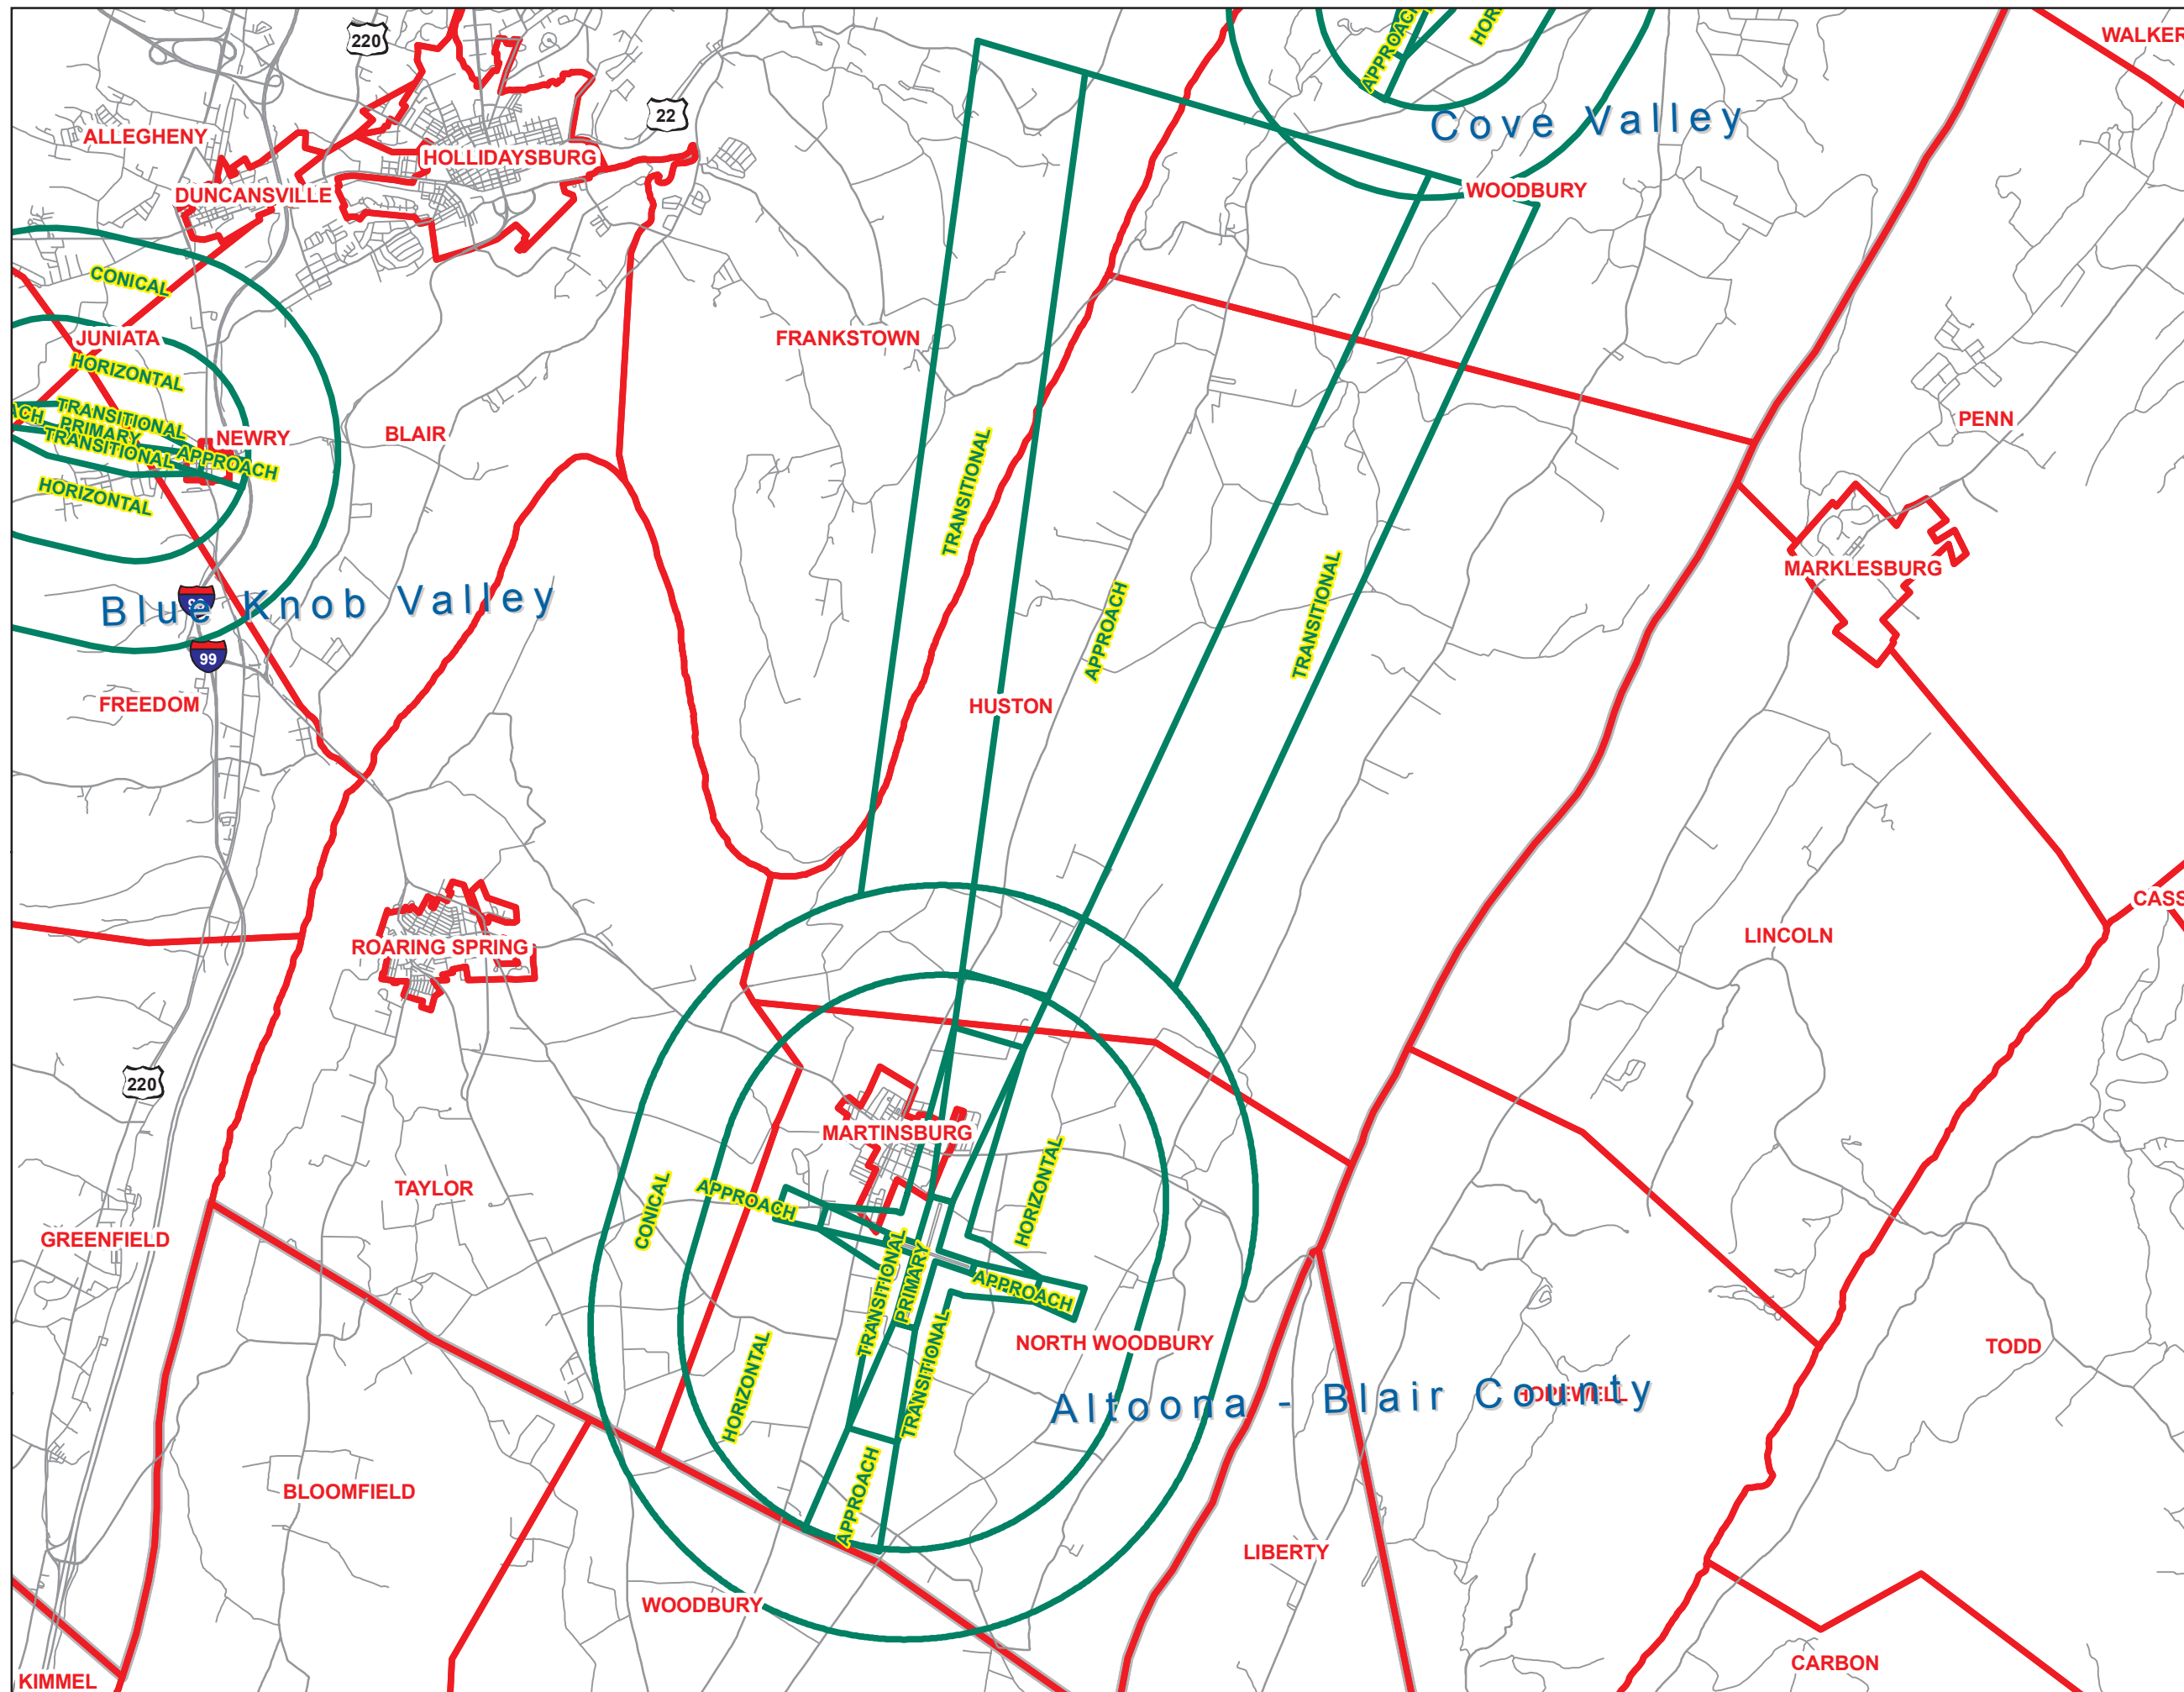 220
WALKER
22
ALLEGHENY
Cove Valley
HOLLIDAYSBURG
DUNCANSVILLE
WOODBURY
APPROACH
CONICAL
JUNIATA
FRANKSTOWN
HORIZONTAL
TRANSITIONAL
PRIMARY
TRANSITIONAL
ACH
NEWRY
BLAIR
APPROACH
HORIZONTAL
PENN
TRANSITIONAL
APPROACH
TRANSITIONAL
MARKLESBURG
Blue Knob Valley
99
FREEDOM
HUSTON
CASS
LINCOLN
ROARING SPRING
220
MARTINSBURG
TAYLOR
CONICAL
APPROACH
HORIZONTAL
GREENFIELD
TRANSITIONAL
PRIMARY
APPROACH
TRANSITIONAL
HORIZONTAL
NORTH WOODBURY
TODD
Altoona - Blair County
HOPEWELL
BLOOMFIELD
APPROACH
LIBERTY
WOODBURY
CARBON
KIMMEL